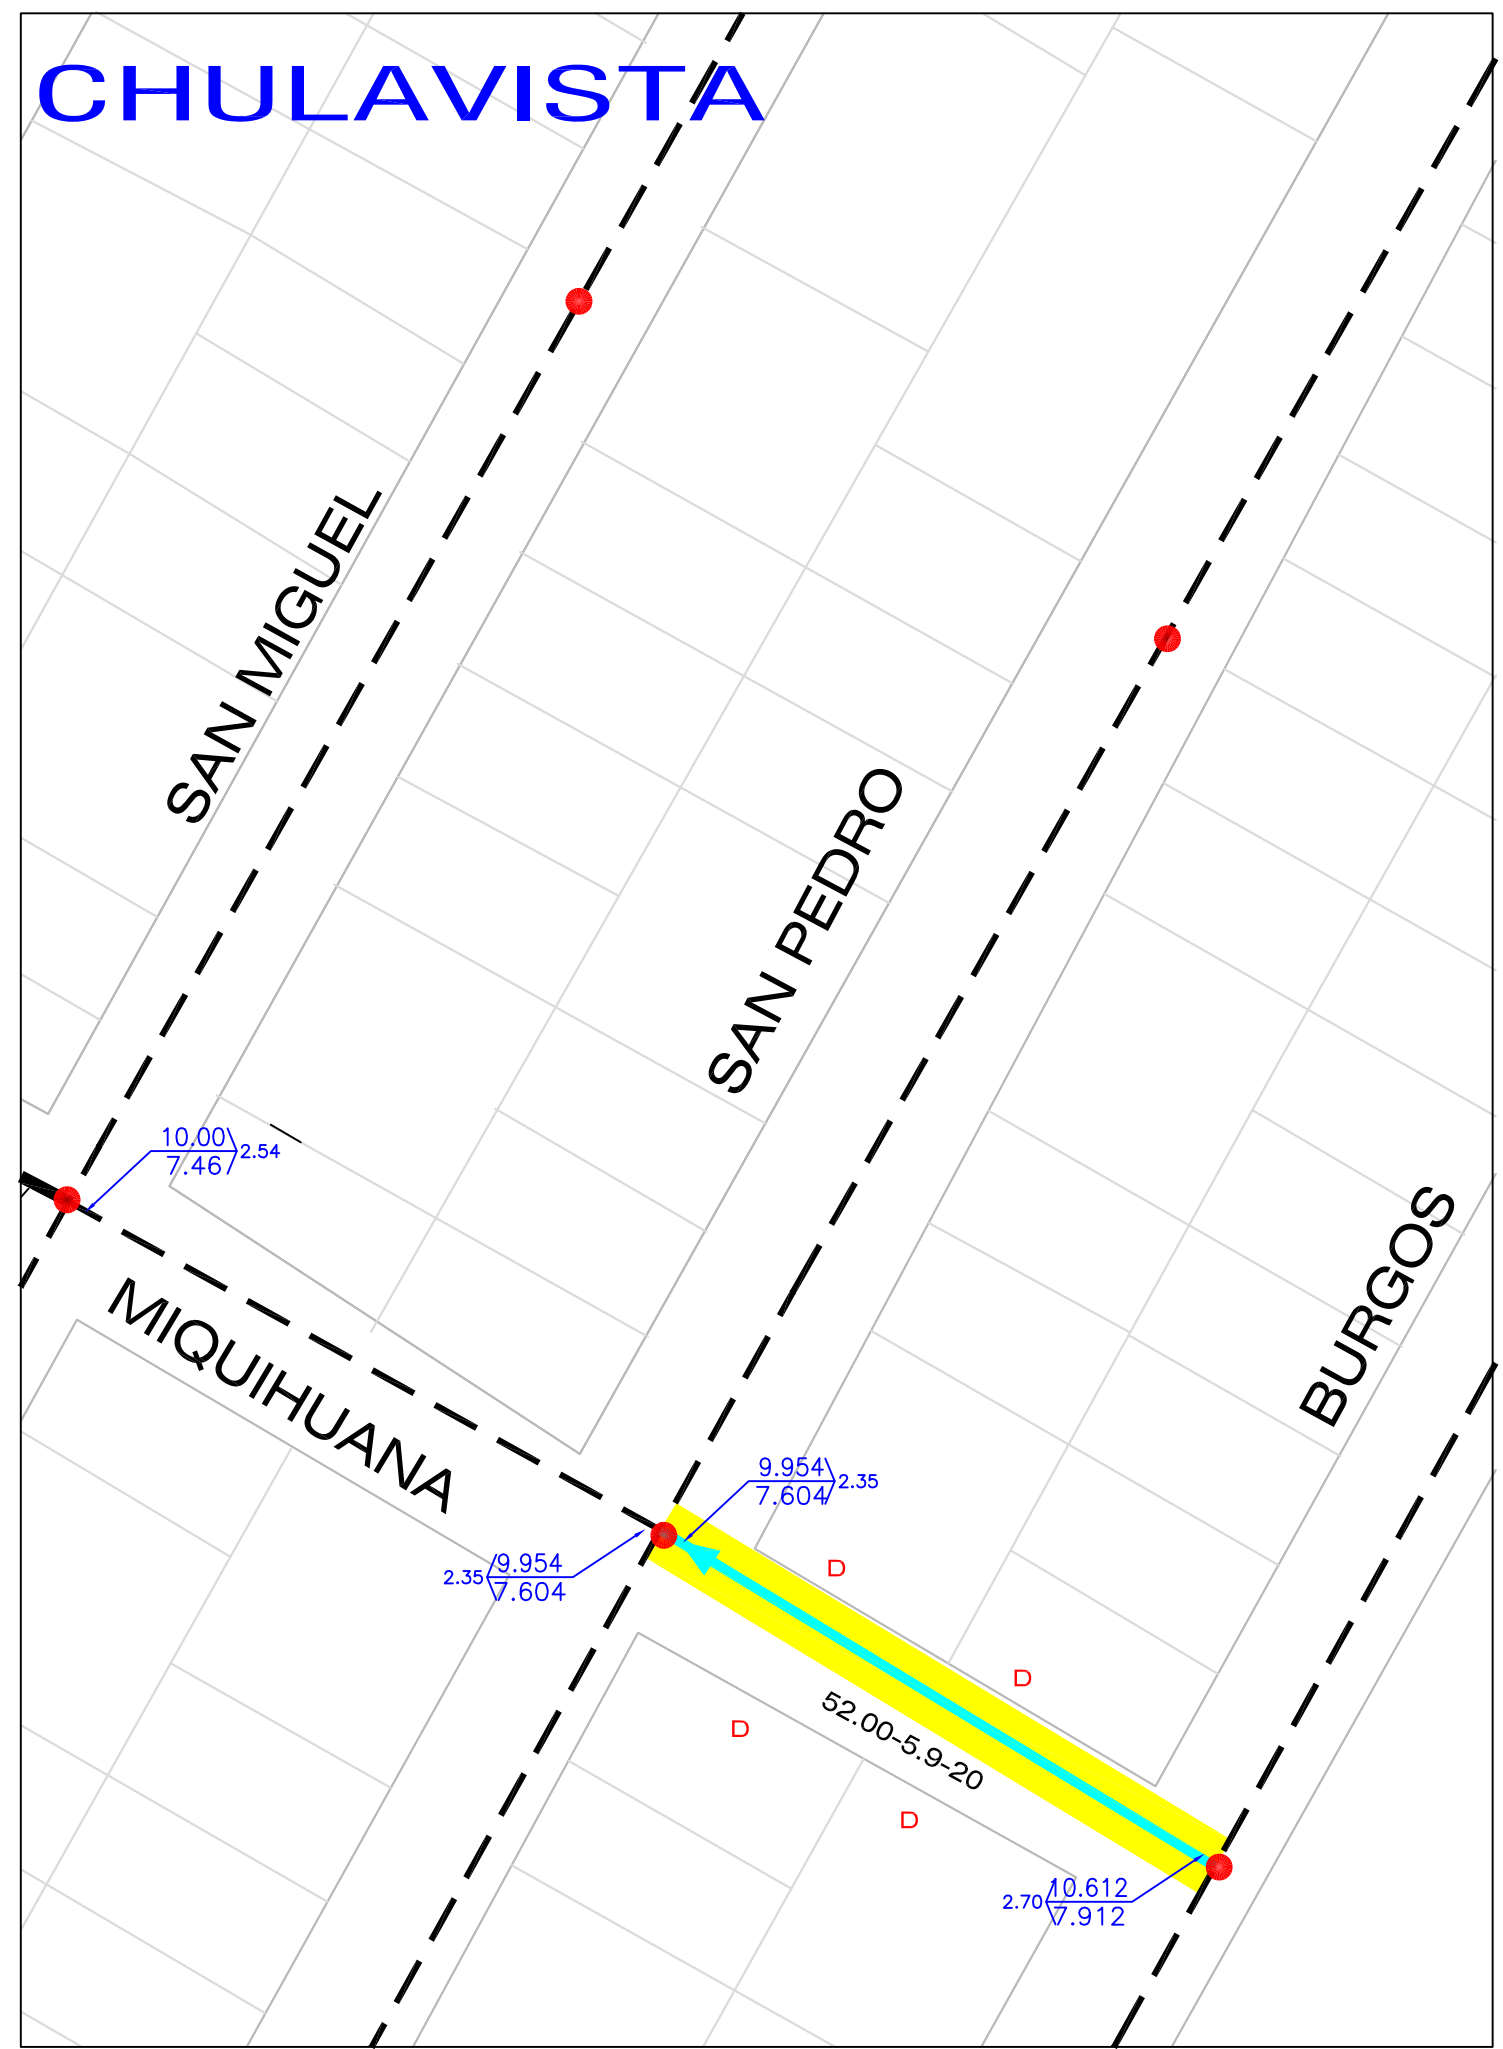 CHULAVISTA
SAN MIGUEL
SAN PEDRO
10.00
7.46
2.54
BURGOS
MIQUIHUANA
9.954
7.604
2.35
2.35
9.954
7.604
D
D
52.00-5.9-20
D
D
2.70
10.612
7.912